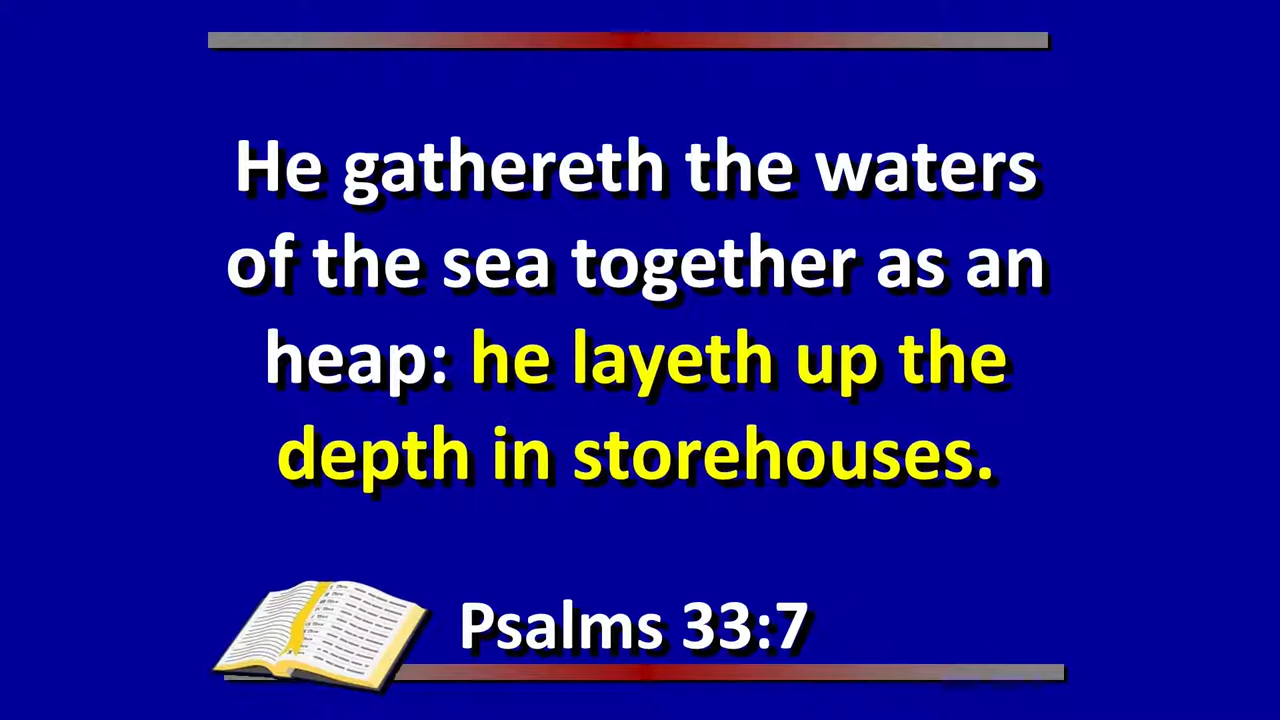 He gathereth the waters
of the sea together as an
heap: he layeth up the
depth in storehouses.
Psalms 33:7